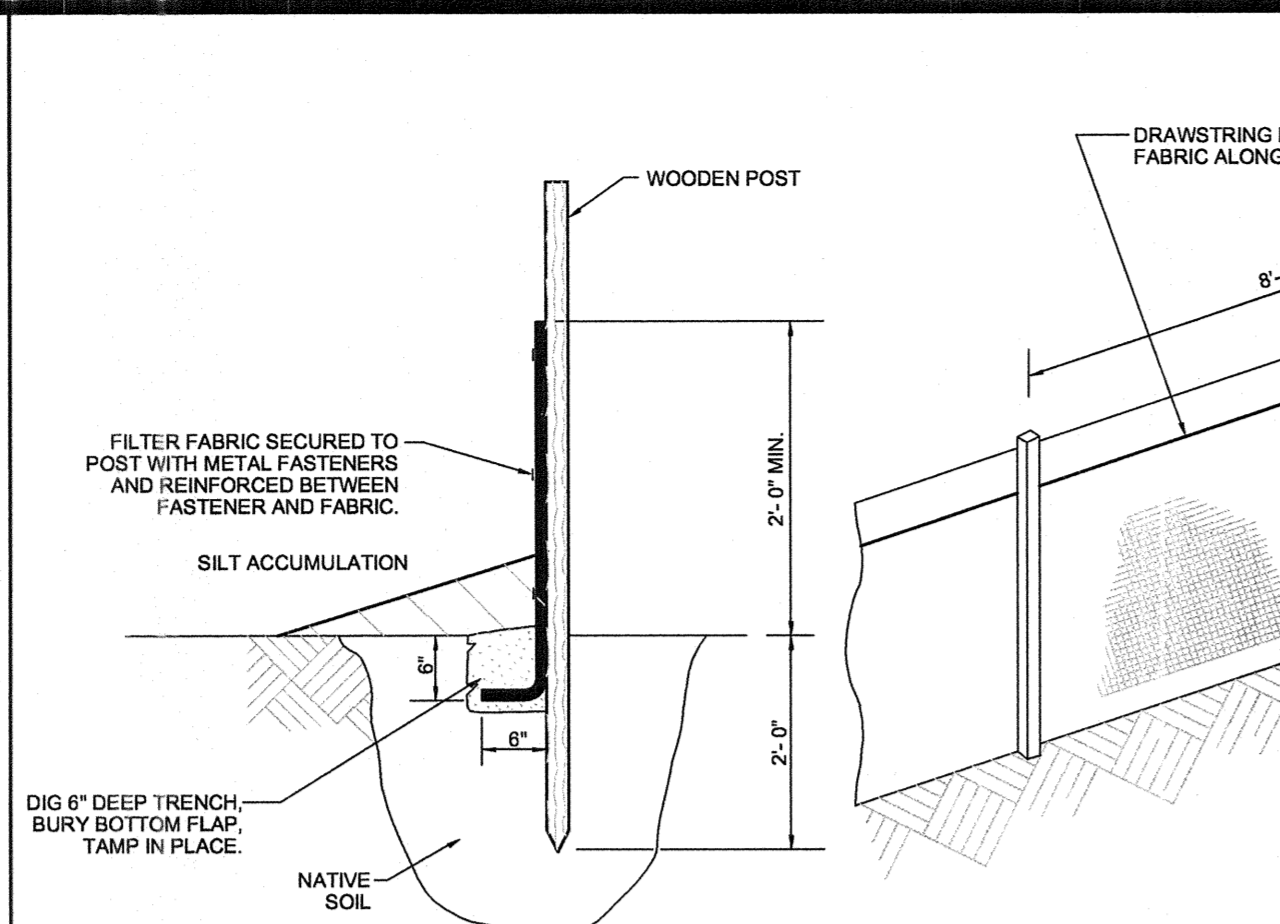 WOODEN POST
DRAWSTRING
FABRIC ALONG
8'-
FILTER FABRIC SECURED TO
POST WITH METAL FASTENERS
AND REINFORCED BETWEEN
FASTENER AND FABRIC.
2'- 0" MIN.
SILT ACCUMULATION
6"
6"
2'- 0"
DIG 6" DEEP TRENCH,
BURY BOTTOM FLAP,
TAMP IN PLACE.
NATIVE
SOIL